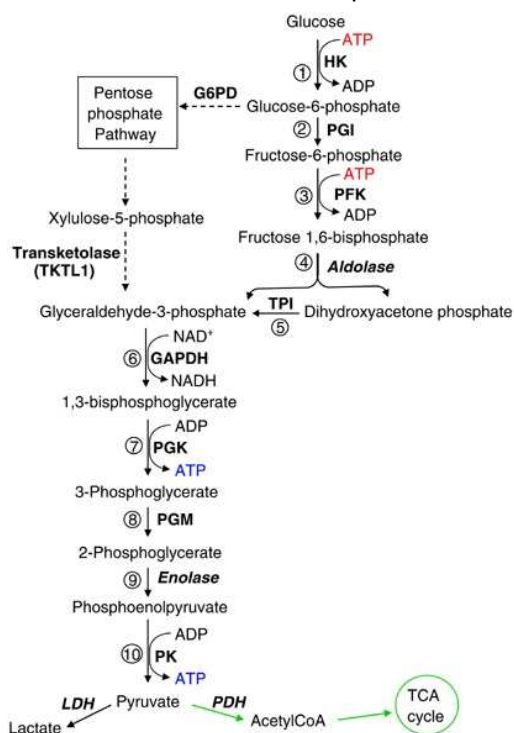 Glucose
ATP
① HK
ADP
Pentose
phosphate
Pathway
G6PD
Glucose-6-phosphate
② PGI
Fructose-6-phosphate
ATP
③ PFK
ADP
Xylulose-5-phosphate
Fructose 1,6-bisphosphate
Transketolase
(TKTL1)
④ Aldolase
Glyceraldehyde-3-phosphate
TPI
⑤
Dihydroxyacetone phosphate
NAD⁺
⑥ GAPDH
NADH
1,3-bisphosphoglycerate
ADP
⑦ PGK
ATP
3-Phosphoglycerate
⑧ PGM
2-Phosphoglycerate
⑨ Enolase
Phosphoenolpyruvate
ADP
⑩ PK
ATP
LDH
Pyruvate
PDH
Lactate
AcetylCoA
TCA
cycle